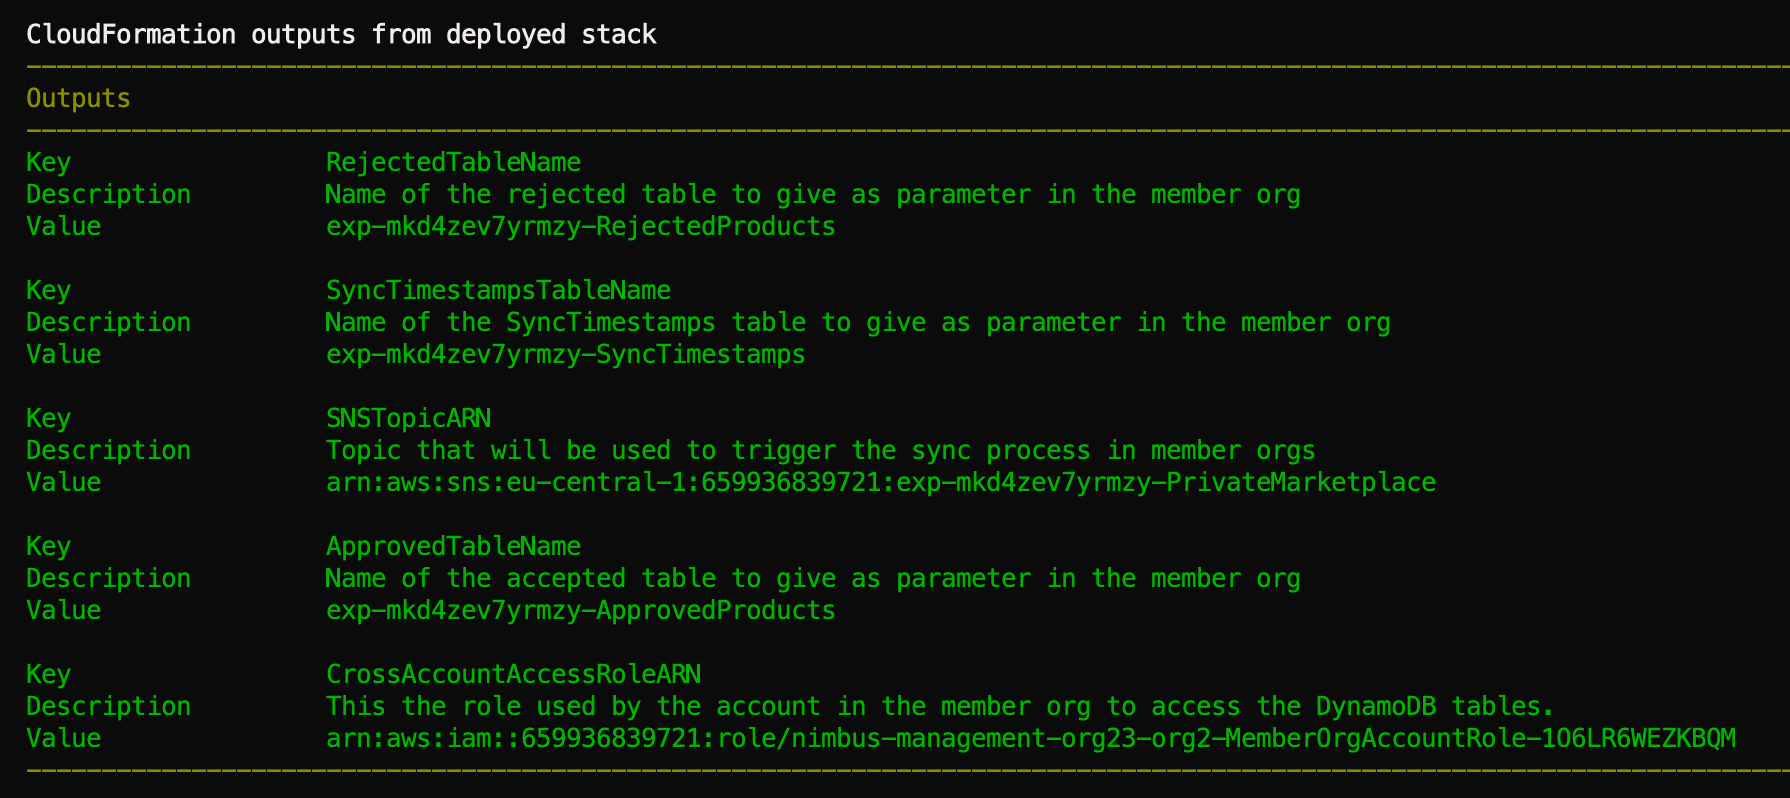 CloudFormation outputs from deployed stack
Outputs
Key RejectedTableName
Description Name of the rejected table to give as parameter in the member org
Value exp-mkd4zev7yrmzy-RejectedProducts
Key SyncTimestampsTableName
Description Name of the SyncTimestamps table to give as parameter in the member org
Value exp-mkd4zev7yrmzy-SyncTimestamps
Key SNSTopicARN
Description Topic that will be used to trigger the sync process in member orgs
Value arn:aws:sns:eu-central-1:659936839721:exp-mkd4zev7yrmzy-PrivateMarketplace
Key ApprovedTableName
Description Name of the accepted table to give as parameter in the member org
Value exp-mkd4zev7yrmzy-ApprovedProducts
Key CrossAccountAccessRoleARN
Description This the role used by the account in the member org to access the DynamoDB tables.
Value arn:aws:iam::659936839721:role/nimbus-management-org23-org2-MemberOrgAccountRole-1O6LR6WEZKBQM